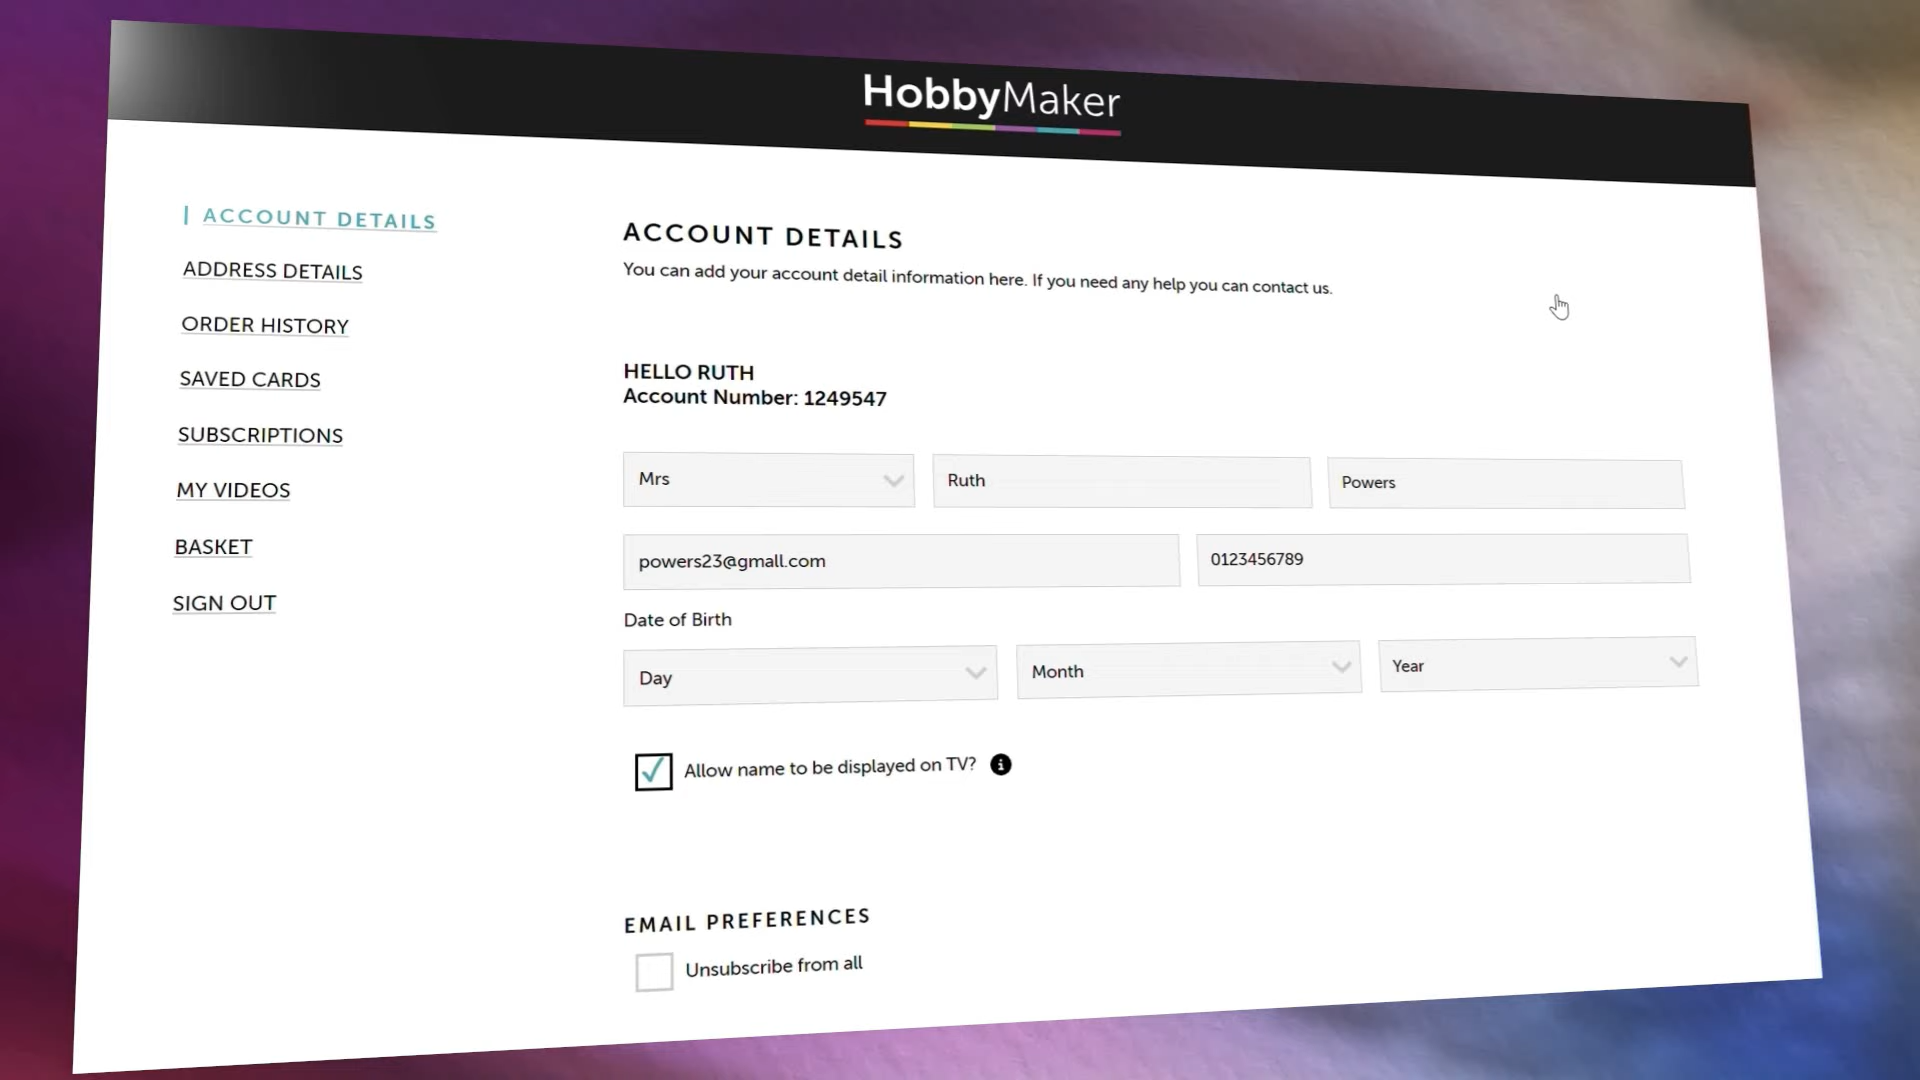 HobbyMaker
ACCOUNT DETAILS
ADDRESS DETAILS
ORDER HISTORY
SAVED CARDS
SUBSCRIPTIONS
MY VIDEOS
BASKET
SIGN OUT
ACCOUNT DETAILS
You can add your account detail information here. If you need any help you can contact us.
HELLO RUTH
Account Number: 1249547
Mrs Ruth Powers
powers23@gmall.com 0123456789
Date of Birth
Day Month Year
Allow name to be displayed on TV?
EMAIL PREFERENCES
Unsubscribe from all